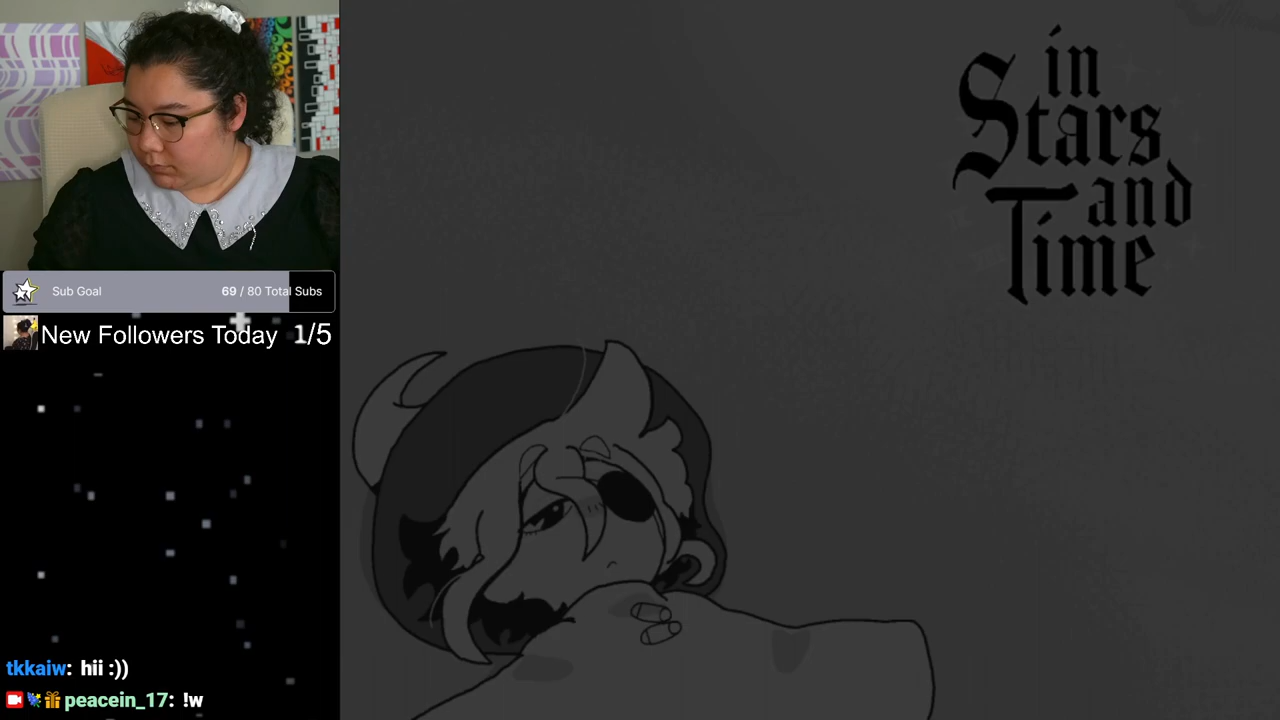 in
Stars
and
Time
Sub Goal 69 / 80 Total Subs
New Followers Today 1/5
tkkaiw: hii :))
peacein_17: !w